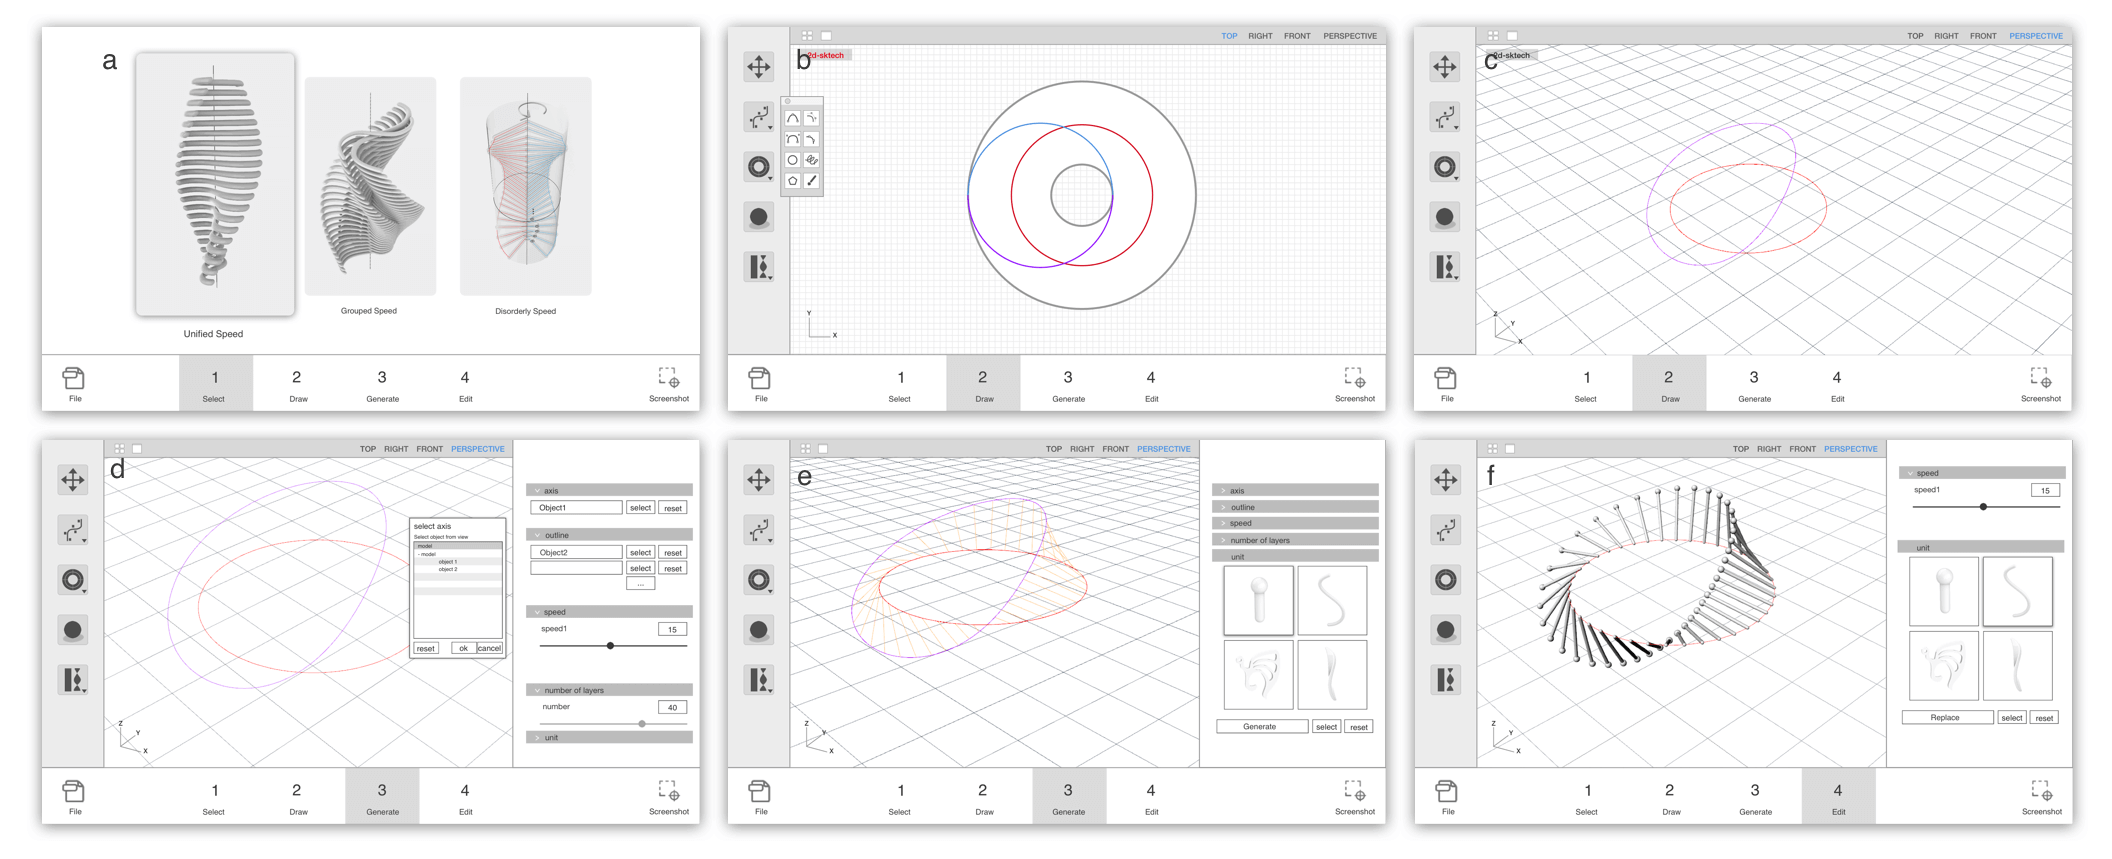 a
Unified Speed
Grouped Speed
Disorderly Speed
File
1
Select
2
Draw
3
Generate
4
Edit
Screenshot
b
TOP RIGHT FRONT PERSPECTIVE
2d-sktech
Y
X
File
1
Select
2
Draw
3
Generate
4
Edit
Screenshot
c
TOP RIGHT FRONT PERSPECTIVE
2d-sktech
Z
Y
X
File
1
Select
2
Draw
3
Generate
4
Edit
Screenshot
d
TOP RIGHT FRONT PERSPECTIVE
select axis
Select object from view
model
- model
object 1
object 2
reset ok cancel
axis
Object1 select reset
outline
Object2 select reset
select reset
...
speed
speed1 15
number of layers
number 40
unit
Z
Y
X
File
1
Select
2
Draw
3
Generate
4
Edit
Screenshot
e
TOP RIGHT FRONT PERSPECTIVE
axis
outline
speed
number of layers
unit
Generate select reset
Z
Y
X
File
1
Select
2
Draw
3
Generate
4
Edit
Screenshot
f
TOP RIGHT FRONT PERSPECTIVE
speed
speed1 15
unit
Replace select reset
Z
Y
X
File
1
Select
2
Draw
3
Generate
4
Edit
Screenshot